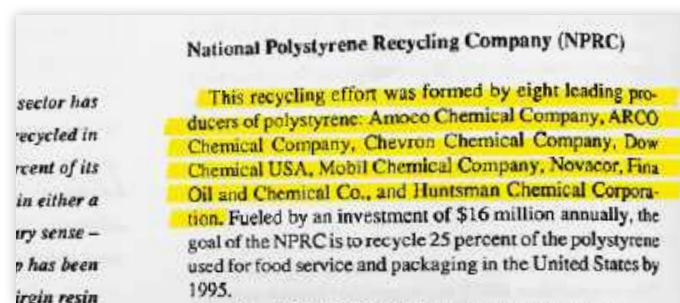 National Polystyrene Recycling Company (NPRC)
This recycling effort was formed by eight leading pro-
ducers of polystyrene: Amoco Chemical Company, ARCO
Chemical Company, Chevron Chemical Company, Dow
Chemical USA, Mobil Chemical Company, Novacor, Fina
Oil and Chemical Co., and Huntsman Chemical Corpora-
tion. Fueled by an investment of $16 million annually, the
goal of the NPRC is to recycle 25 percent of the polystyrene
used for food service and packaging in the United States by
1995.
sector has
recycled in
rcent of its
in either a
ary sense –
has been
irgin resin